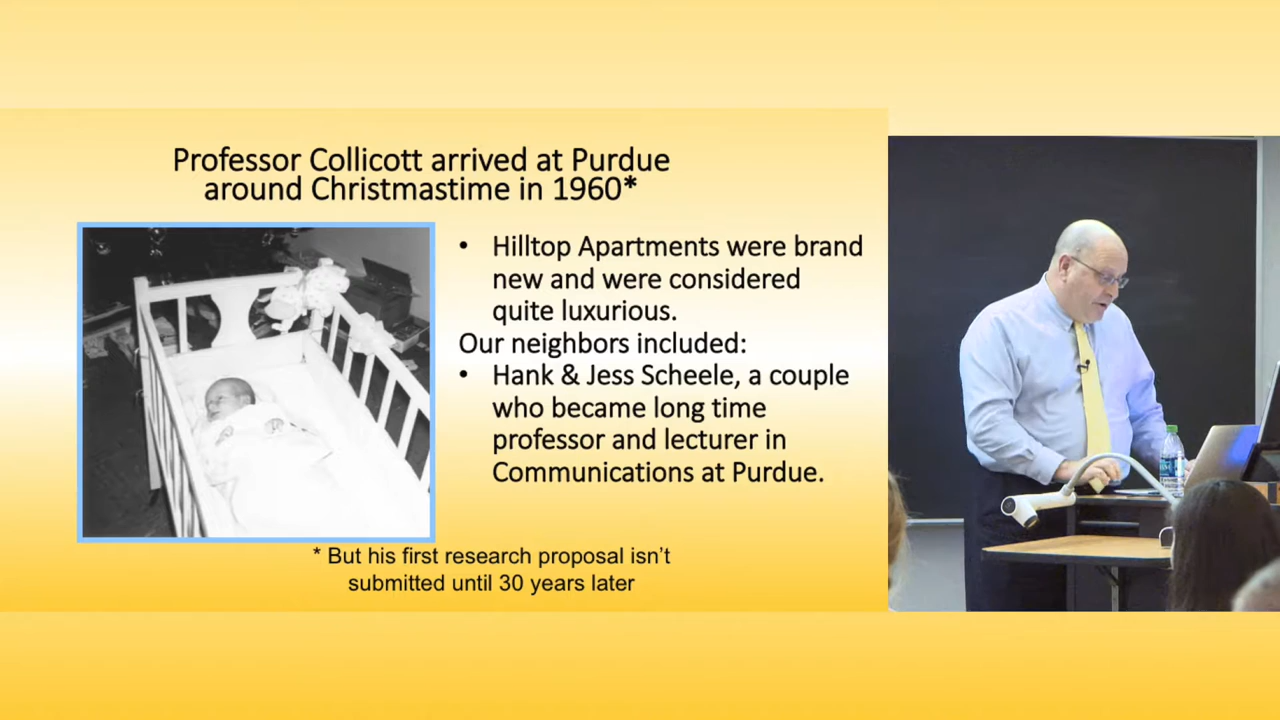 Professor Collicott arrived at Purdue
around Christmastime in 1960*
• Hilltop Apartments were brand
new and were considered
quite luxurious.
Our neighbors included:
• Hank & Jess Scheele, a couple
who became long time
professor and lecturer in
Communications at Purdue.
* But his first research proposal isn't
submitted until 30 years later